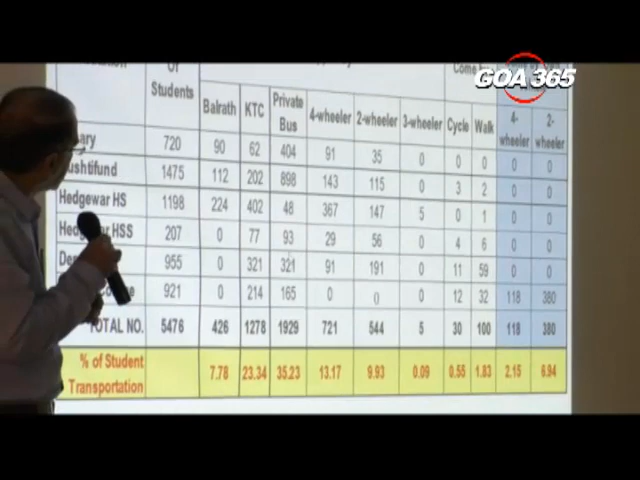 GOA 365
Of
Students
Come
Balrath KTC Private Bus 4-wheeler 2-wheeler 3-wheeler Cycle Walk 4-wheeler 2-wheeler
720 90 62 404 91 35 0 0 0 0 0
1475 112 202 898 143 115 0 3 2 0 0
Hedgewar HS 1198 224 402 48 367 147 5 0 1 0 0
HSS 207 0 77 93 29 56 0 4 6 0 0
955 0 321 321 91 191 0 11 59 0 0
921 0 214 165 0 0 0 12 32 118 380
TOTAL NO. 5476 426 1278 1929 721 544 5 30 100 118 380
% of Student
Transportation 7.78 23.34 35.23 13.17 9.93 0.09 0.55 1.83 2.15 6.94